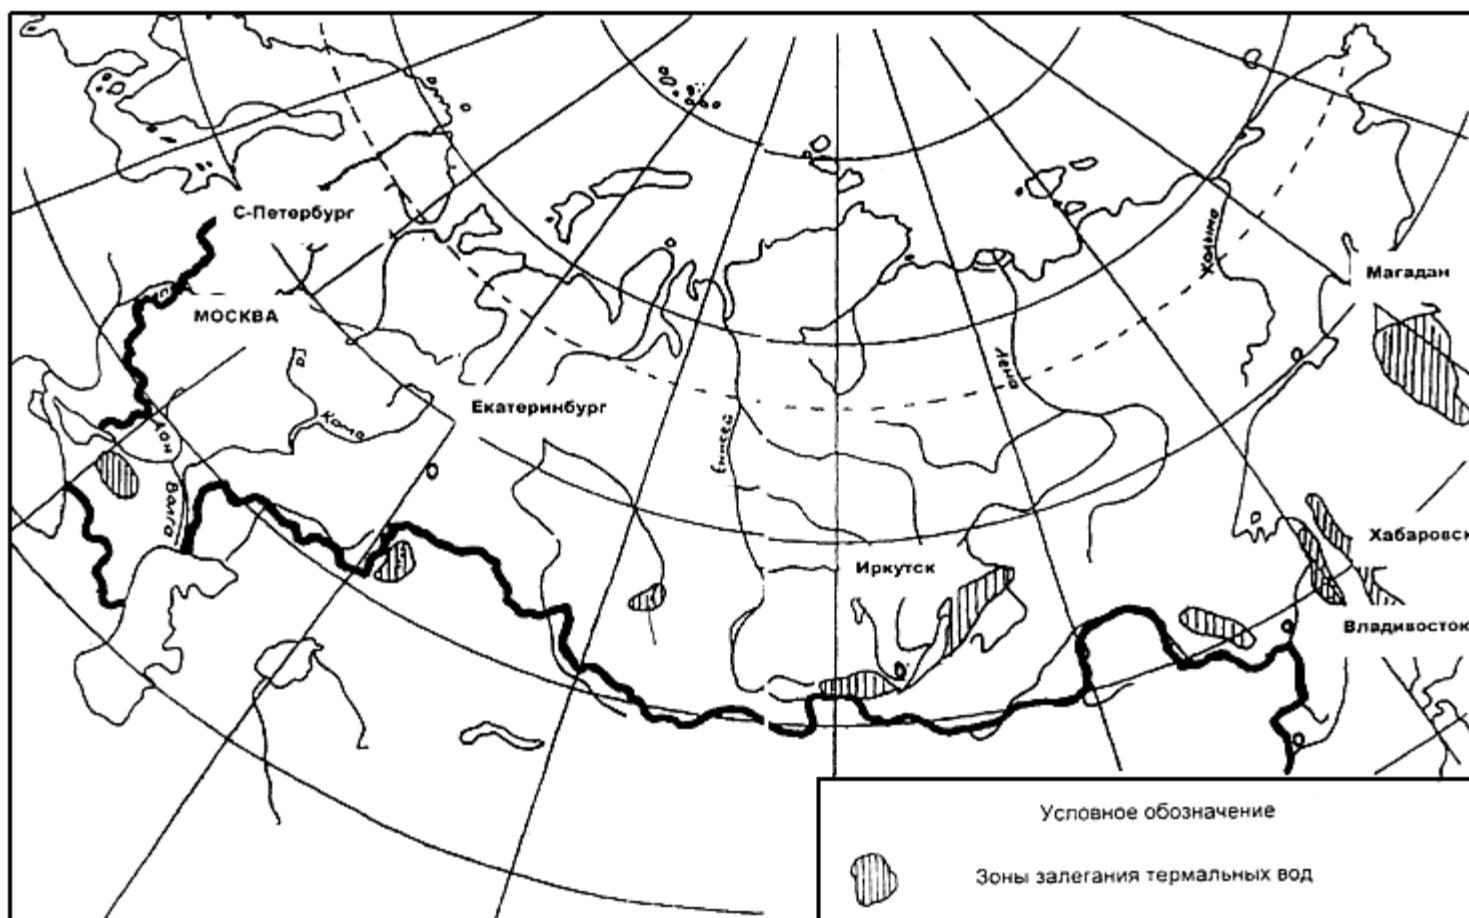 С-Петербург
Магадан
МОСКВА
Колыма
Лена
Екатеринбург
Кама
Енисей
Дон
Волга
Иркутск
Хабаровск
Владивосток
Условное обозначение
Зоны залегания термальных вод